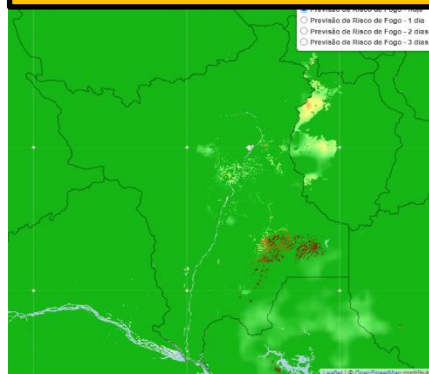 Previsão de Risco de Fogo - hoje
Previsão de Risco de Fogo - 1 dia
Previsão de Risco de Fogo - 2 dias
Previsão de Risco de Fogo - 3 dias
Leaflet | © OpenStreetMap contribu